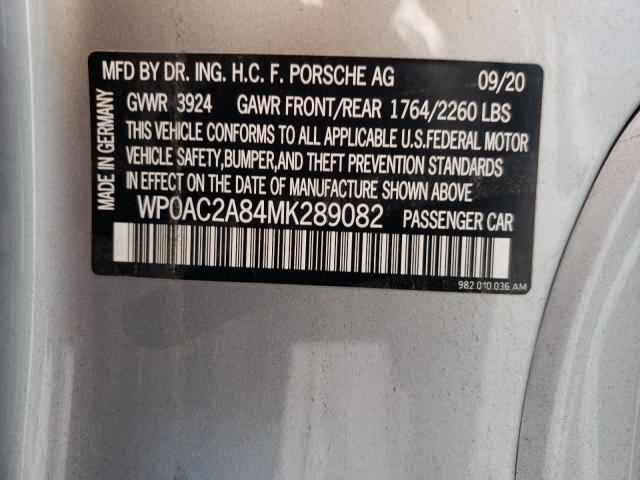 MFD BY DR. ING. H.C. F. PORSCHE AG 09/20
GVWR 3924 GAWR FRONT/REAR 1764/2260 LBS
THIS VEHICLE CONFORMS TO ALL APPLICABLE U.S.FEDERAL MOTOR
VEHICLE SAFETY,BUMPER,AND THEFT PREVENTION STANDARDS
IN EFFECT ON THE DATE OF MANUFACTURE SHOWN ABOVE
WP0AC2A84MK289082 PASSENGER CAR
982.010.036.AM
MADE IN GERMANY